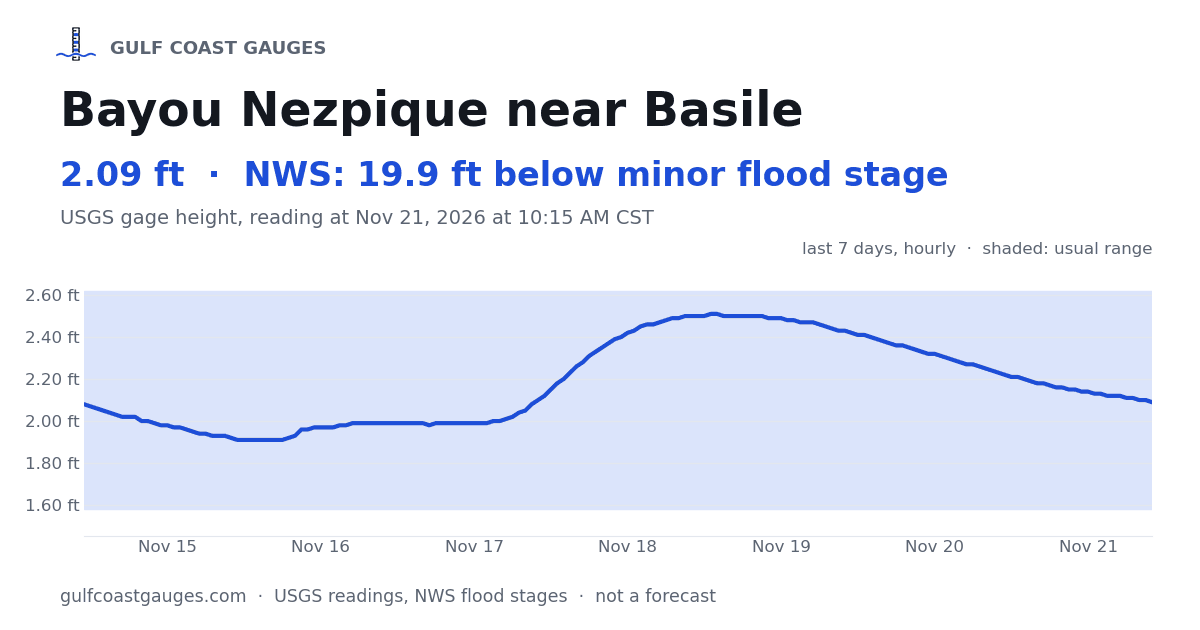 GULF COAST GAUGES
Bayou Nezpique near Basile
2.09 ft · NWS: 19.9 ft below minor flood stage
USGS gage height, reading at Nov 21, 2026 at 10:15 AM CST
last 7 days, hourly · shaded: usual range
2.60 ft
2.40 ft
2.20 ft
2.00 ft
1.80 ft
1.60 ft
Nov 15 Nov 16 Nov 17 Nov 18 Nov 19 Nov 20 Nov 21
gulfcoastgauges.com · USGS readings, NWS flood stages · not a forecast